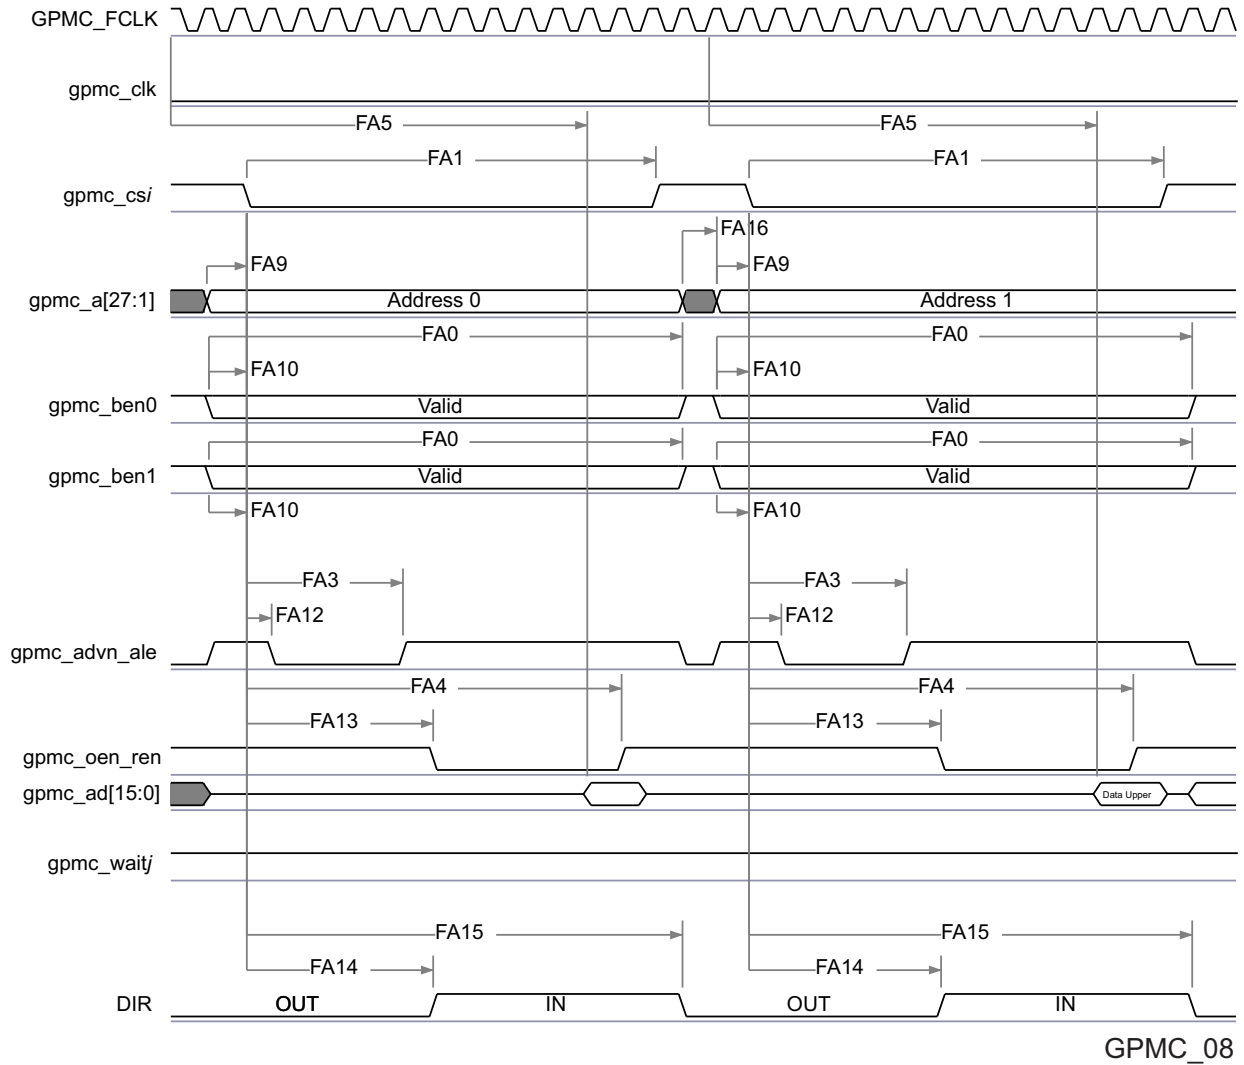 GPMC_FCLK
gpmc_clk
FA5 FA5
FA1 FA1
gpmc_csi
FA16
FA9 FA9
gpmc_a[27:1] Address 0 Address 1
FA0 FA0
FA10 FA10
gpmc_ben0 Valid Valid
FA0 FA0
gpmc_ben1 Valid Valid
FA10 FA10
FA3 FA3
FA12 FA12
gpmc_advn_ale
FA4 FA4
FA13 FA13
gpmc_oen_ren
gpmc_ad[15:0] Data Upper
gpmc_waitj
FA15 FA15
FA14 FA14
DIR OUT IN OUT IN
GPMC_08